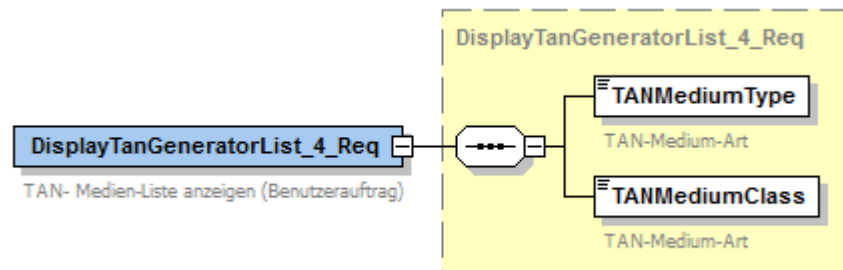 DisplayTanGeneratorList_4_Req
TANMediumType
TAN-Medium-Art
DisplayTanGeneratorList_4_Req
TAN- Medien-Liste anzeigen (Benutzerauftrag)
TANMediumClass
TAN-Medium-Art